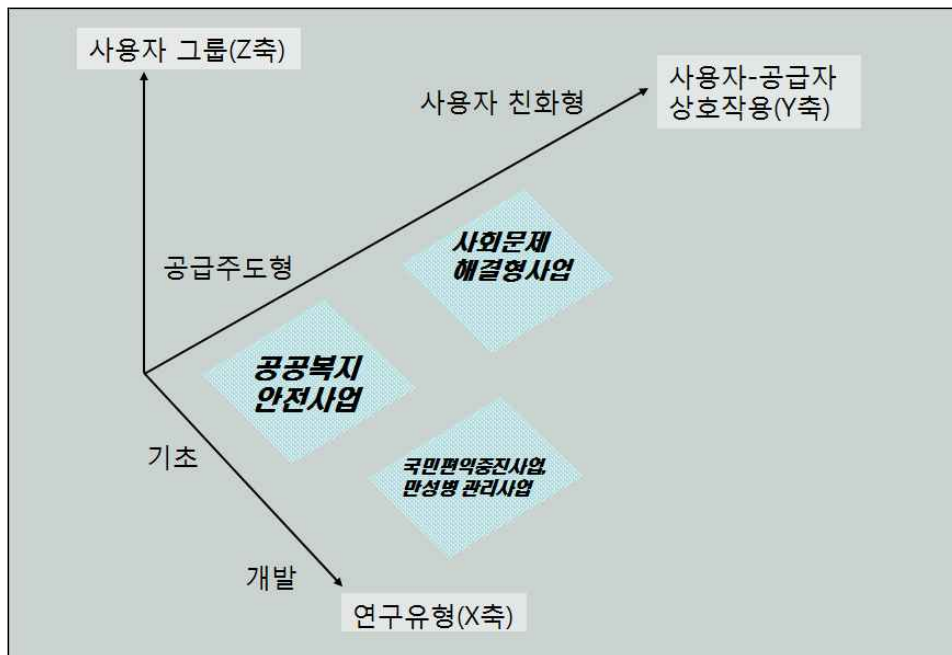 사용자 그룹(Z축)
사용자 친화형
사용자-공급자
상호작용(Y축)
사회문제
해결형사업
공급주도형
공공복지
안전사업
기초
국민편익증진사업,
만성병 관리사업
개발
연구유형(X축)